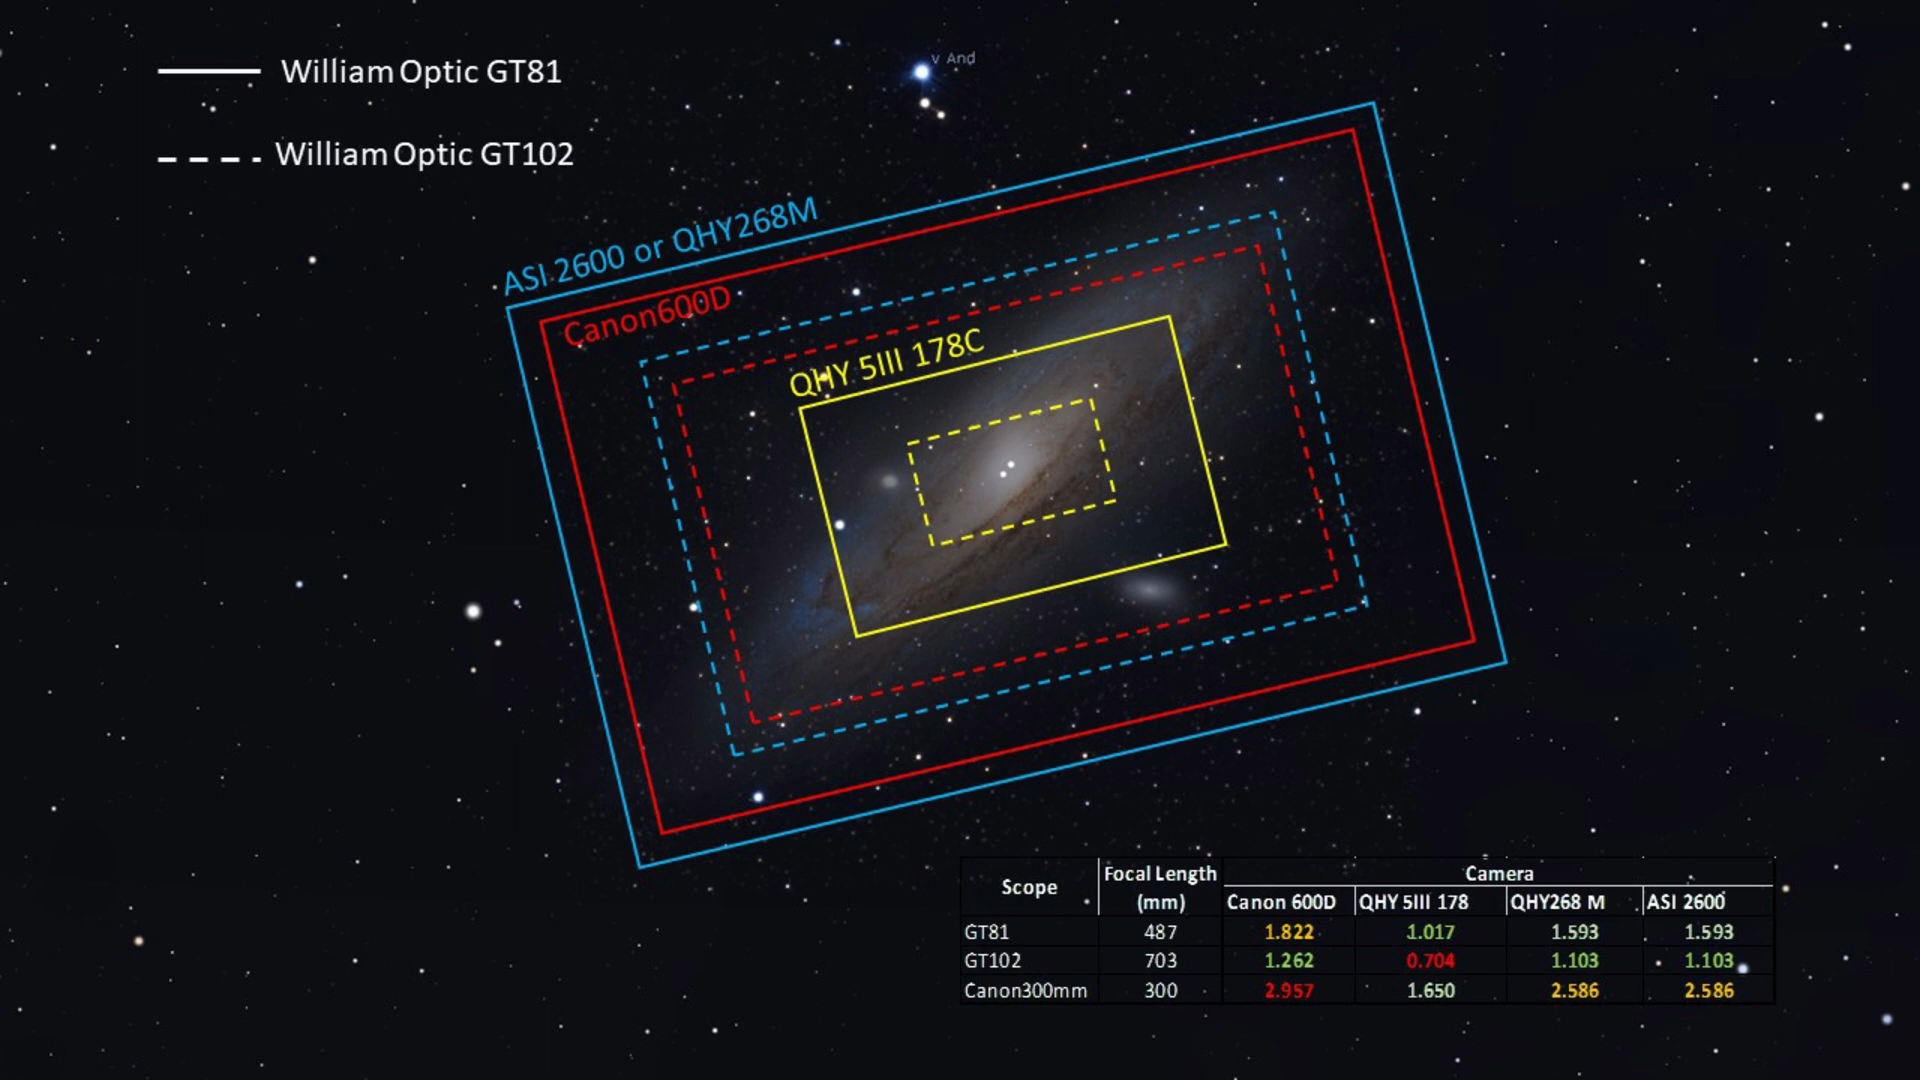 William Optic GT81
v And
William Optic GT102
ASI 2600 or QHY268M
Canon600D
QHY 5III 178C
Scope Focal Length (mm) Camera
Canon 600D QHY 5III 178 QHY268 M ASI 2600
GT81 487 1.822 1.017 1.593 1.593
GT102 703 1.262 0.704 1.103 1.103
Canon300mm 300 2.957 1.650 2.586 2.586